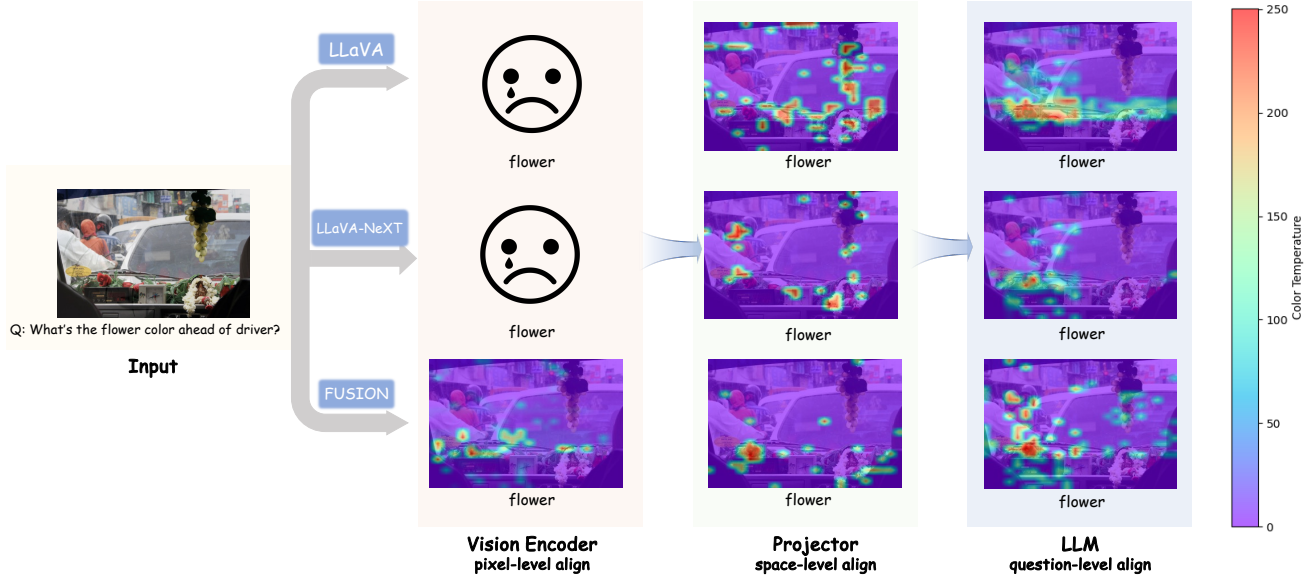 LLaVA
flower
flower
flower
LLaVA-NeXT
flower
flower
flower
Q: What's the flower color ahead of driver?
Input
FUSION
flower
flower
flower
Vision Encoder
pixel-level align
Projector
space-level align
LLM
question-level align
250
200
150
100
50
0
Color Temperature